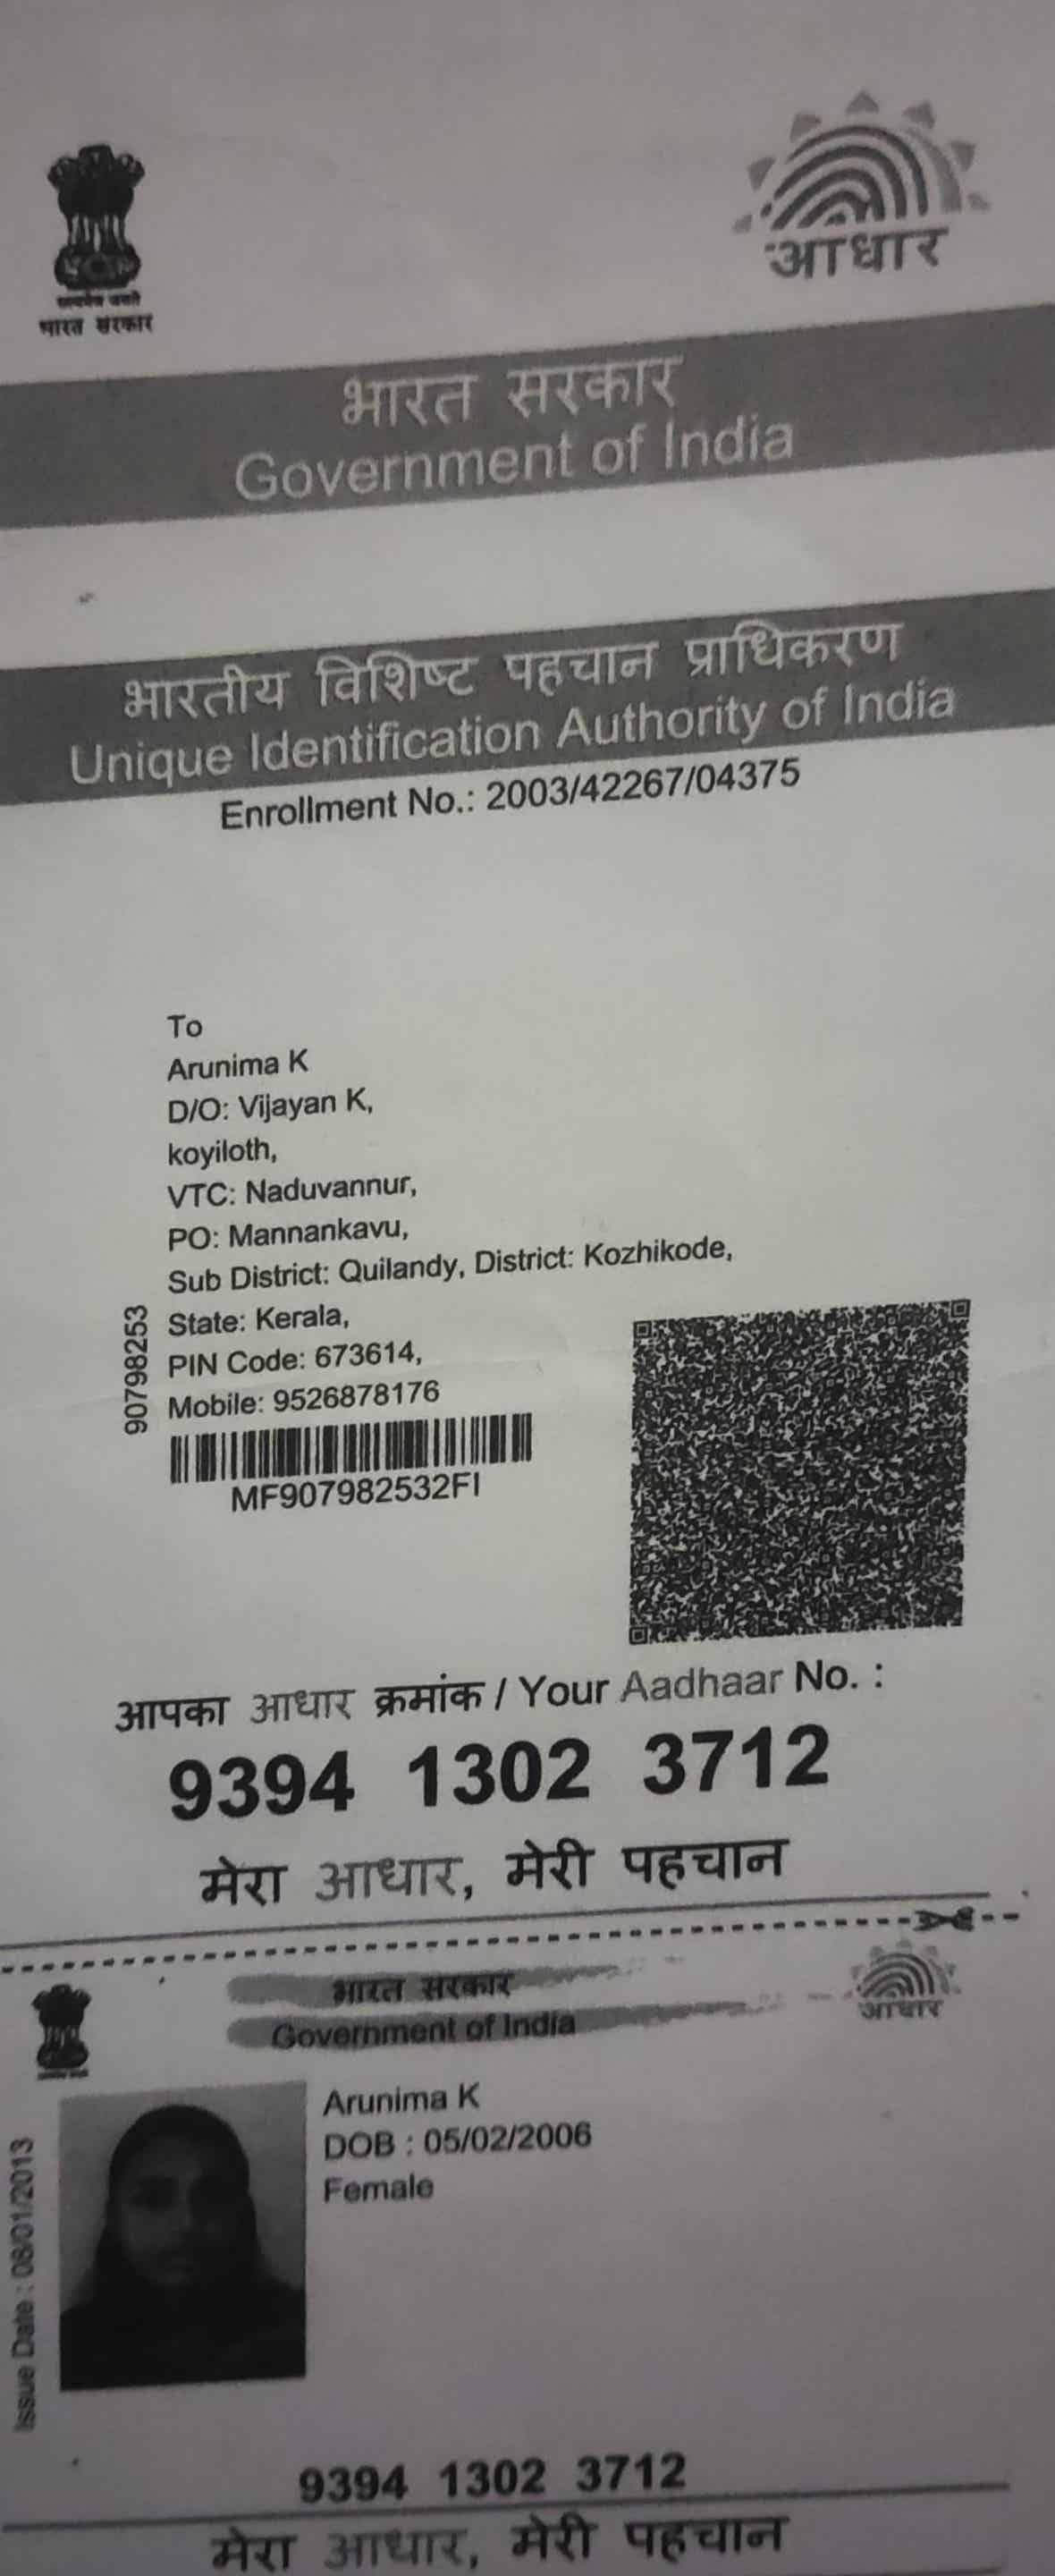 आधार
भारत सरकार
भारत सरकार
Government of India
भारतीय विशिष्ट पहचान प्राधिकरण
Unique Identification Authority of India
Enrollment No.: 2003/42267/04375
To
Arunima K
D/O: Vijayan K,
koyiloth,
VTC: Naduvannur,
PO: Mannankavu,
Sub District: Quilandy, District: Kozhikode,
State: Kerala,
PIN Code: 673614,
Mobile: 9526878176
90798253
MF907982532FI
आपका आधार क्रमांक / Your Aadhaar No. :
9394 1302 3712
मेरा आधार, मेरी पहचान
भारत सरकार
Government of India
आधार
Arunima K
DOB : 05/02/2006
Female
Issue Date : 08/01/2013
9394 1302 3712
मेरा आधार, मेरी पहचान